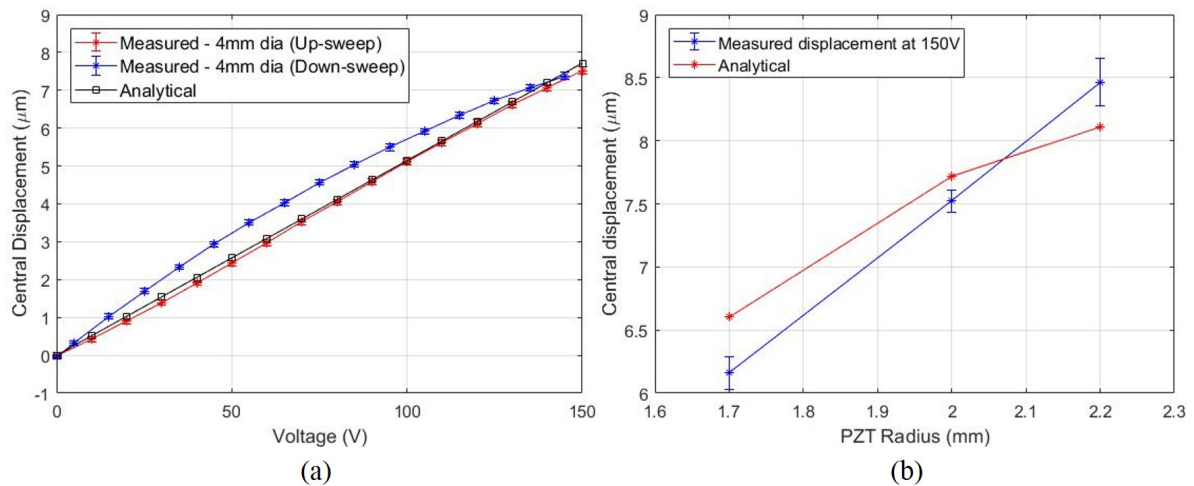 9
8
7
6
5
4
3
2
1
0
-1
Central Displacement (μm)
Measured - 4mm dia (Up-sweep)
Measured - 4mm dia (Down-sweep)
Analytical
0 50 100 150
Voltage (V)
(a)
9
8.5
8
7.5
7
6.5
6
Central displacement (μm)
Measured displacement at 150V
Analytical
1.6 1.7 1.8 1.9 2 2.1 2.2 2.3
PZT Radius (mm)
(b)